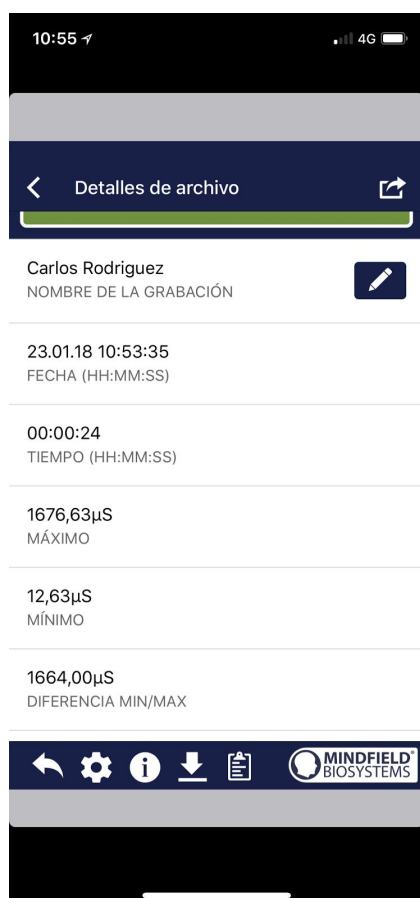 10:55
4G
Detalles de archivo
Carlos Rodriguez
NOMBRE DE LA GRABACIÓN
23.01.18 10:53:35
FECHA (HH:MM:SS)
00:00:24
TIEMPO (HH:MM:SS)
1676,63µS
MÁXIMO
12,63µS
MÍNIMO
1664,00µS
DIFERENCIA MIN/MAX
MINDFIELD®
BIOSYSTEMS